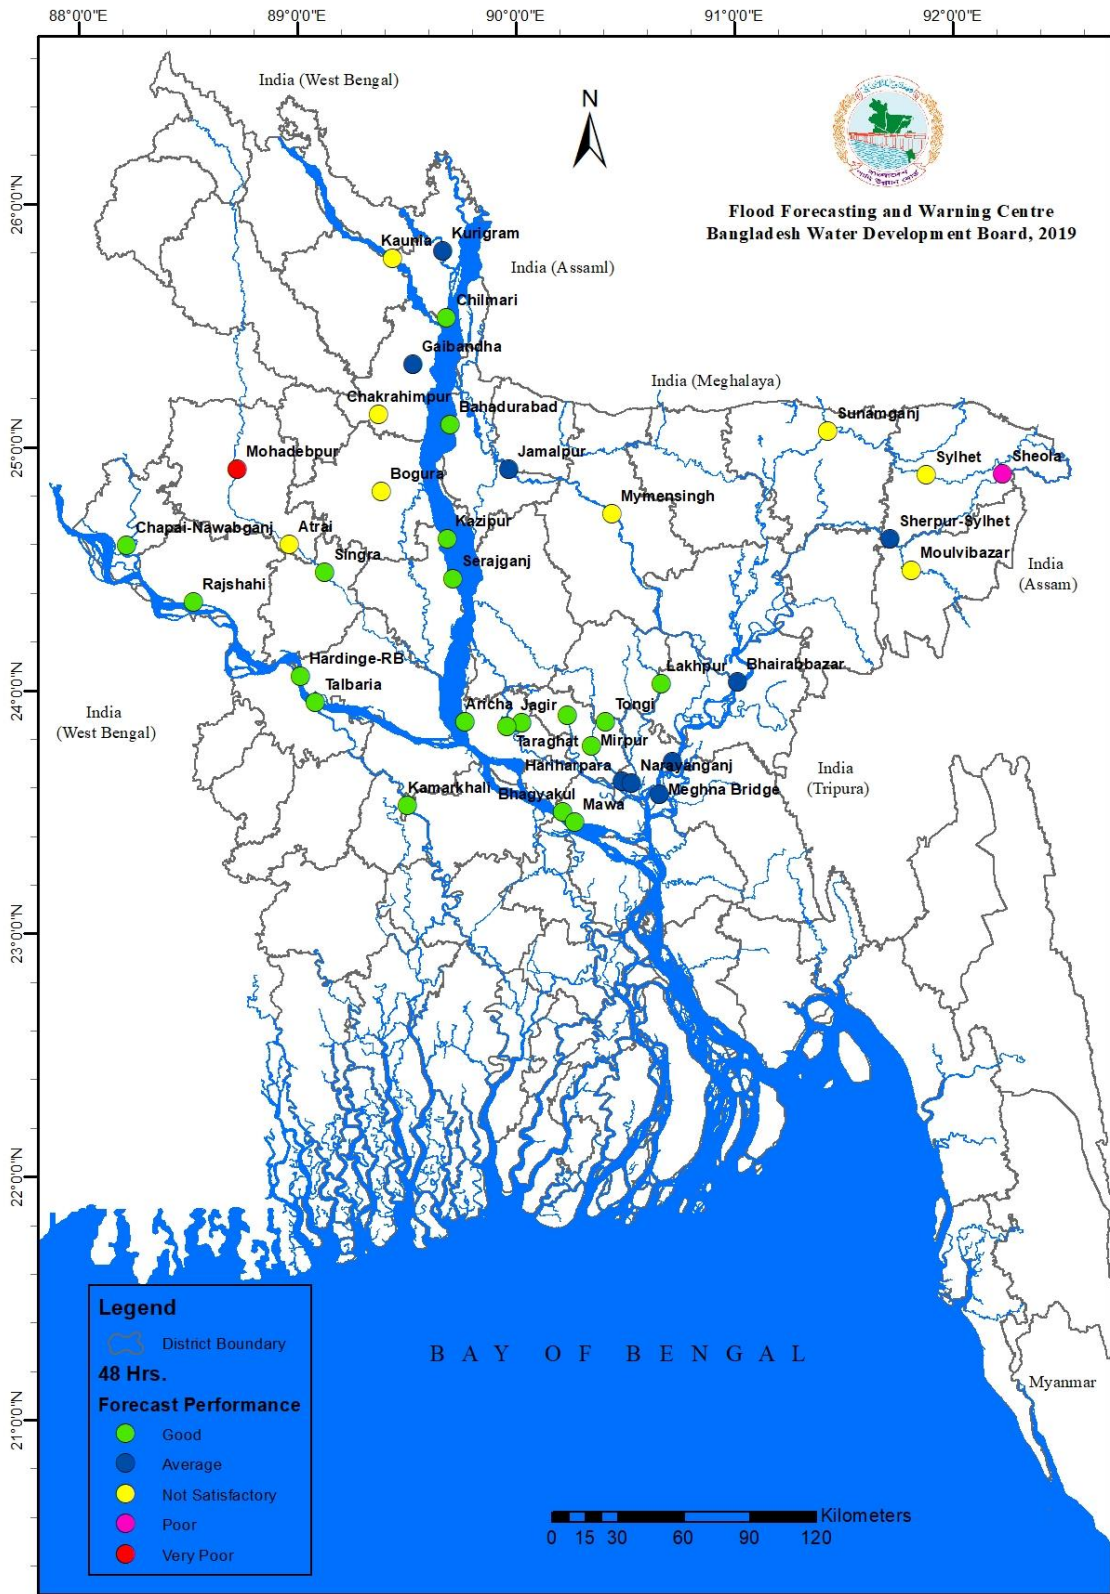 88°0'0"E
89°0'0"E
90°0'0"E
91°0'0"E
92°0'0"E
India (West Bengal)
N
26°0'0"N
Flood Forecasting and Warning Centre
Bangladesh Water Development Board, 2019
Kaunia
Kurigram
India (Assaml)
Chilmari
Gaibandha
India (Meghalaya)
Chakrahimpur
Bahadurabad
Sunamganj
25°0'0"N
Mohadebpur
Jamalpur
Sylhet
Sheola
Bogura
Mymensingh
Chapai-Nawabganj
Atrai
Kazipur
Sherpur-Sylhet
Singra
Serajganj
Moulvibazar
India
(Assam)
Rajshahi
Hardinge-RB
Lakhpur
Bhairabbazar
24°0'0"N
Talbaria
Aricha
Jagir
Tongi
India
(West Bengal)
Taraghat
Mirpur
Hariharpara
Narayanganj
India
(Tripura)
Kamarkhali
Bhagyakul
Mawa
Meghna Bridge
23°0'0"N
22°0'0"N
Legend
District Boundary
48 Hrs.
Forecast Performance
Good
Average
Not Satisfactory
Poor
Very Poor
BAY OF BENGAL
Myanmar
21°0'0"N
Kilometers
0 15 30 60 90 120